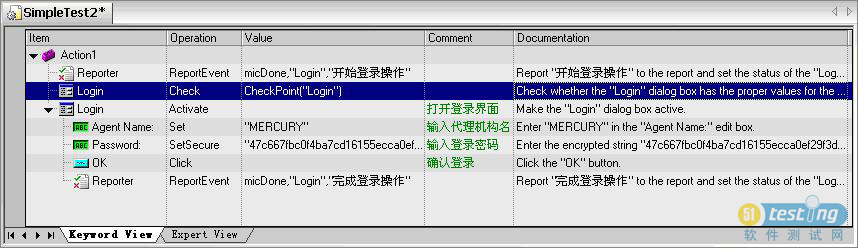 SimpleTest2*
Item Operation Value Comment Documentation
Action1
Reporter ReportEvent micDone,"Login","开始登录操作" Report "开始登录操作" to the report and set the status of the "Log...
Login Check CheckPoint("Login") Check whether the "Login" dialog box has the proper values for the ...
Login Activate 打开登录界面 Make the "Login" dialog box active.
Agent Name: Set "MERCURY" 输入代理机构名 Enter "MERCURY" in the "Agent Name:" edit box.
Password: SetSecure "47c667fbc0f4ba7cd16155ecca0ef... 输入登录密码 Enter the encrypted string "47c667fbc0f4ba7cd16155ecca0ef29f3d...
OK Click 确认登录 Click the "OK" button.
Reporter ReportEvent micDone,"Login","完成登录操作" Report "完成登录操作" to the report and set the status of the "Log...
Keyword View Expert View
51 testing
软件测试网